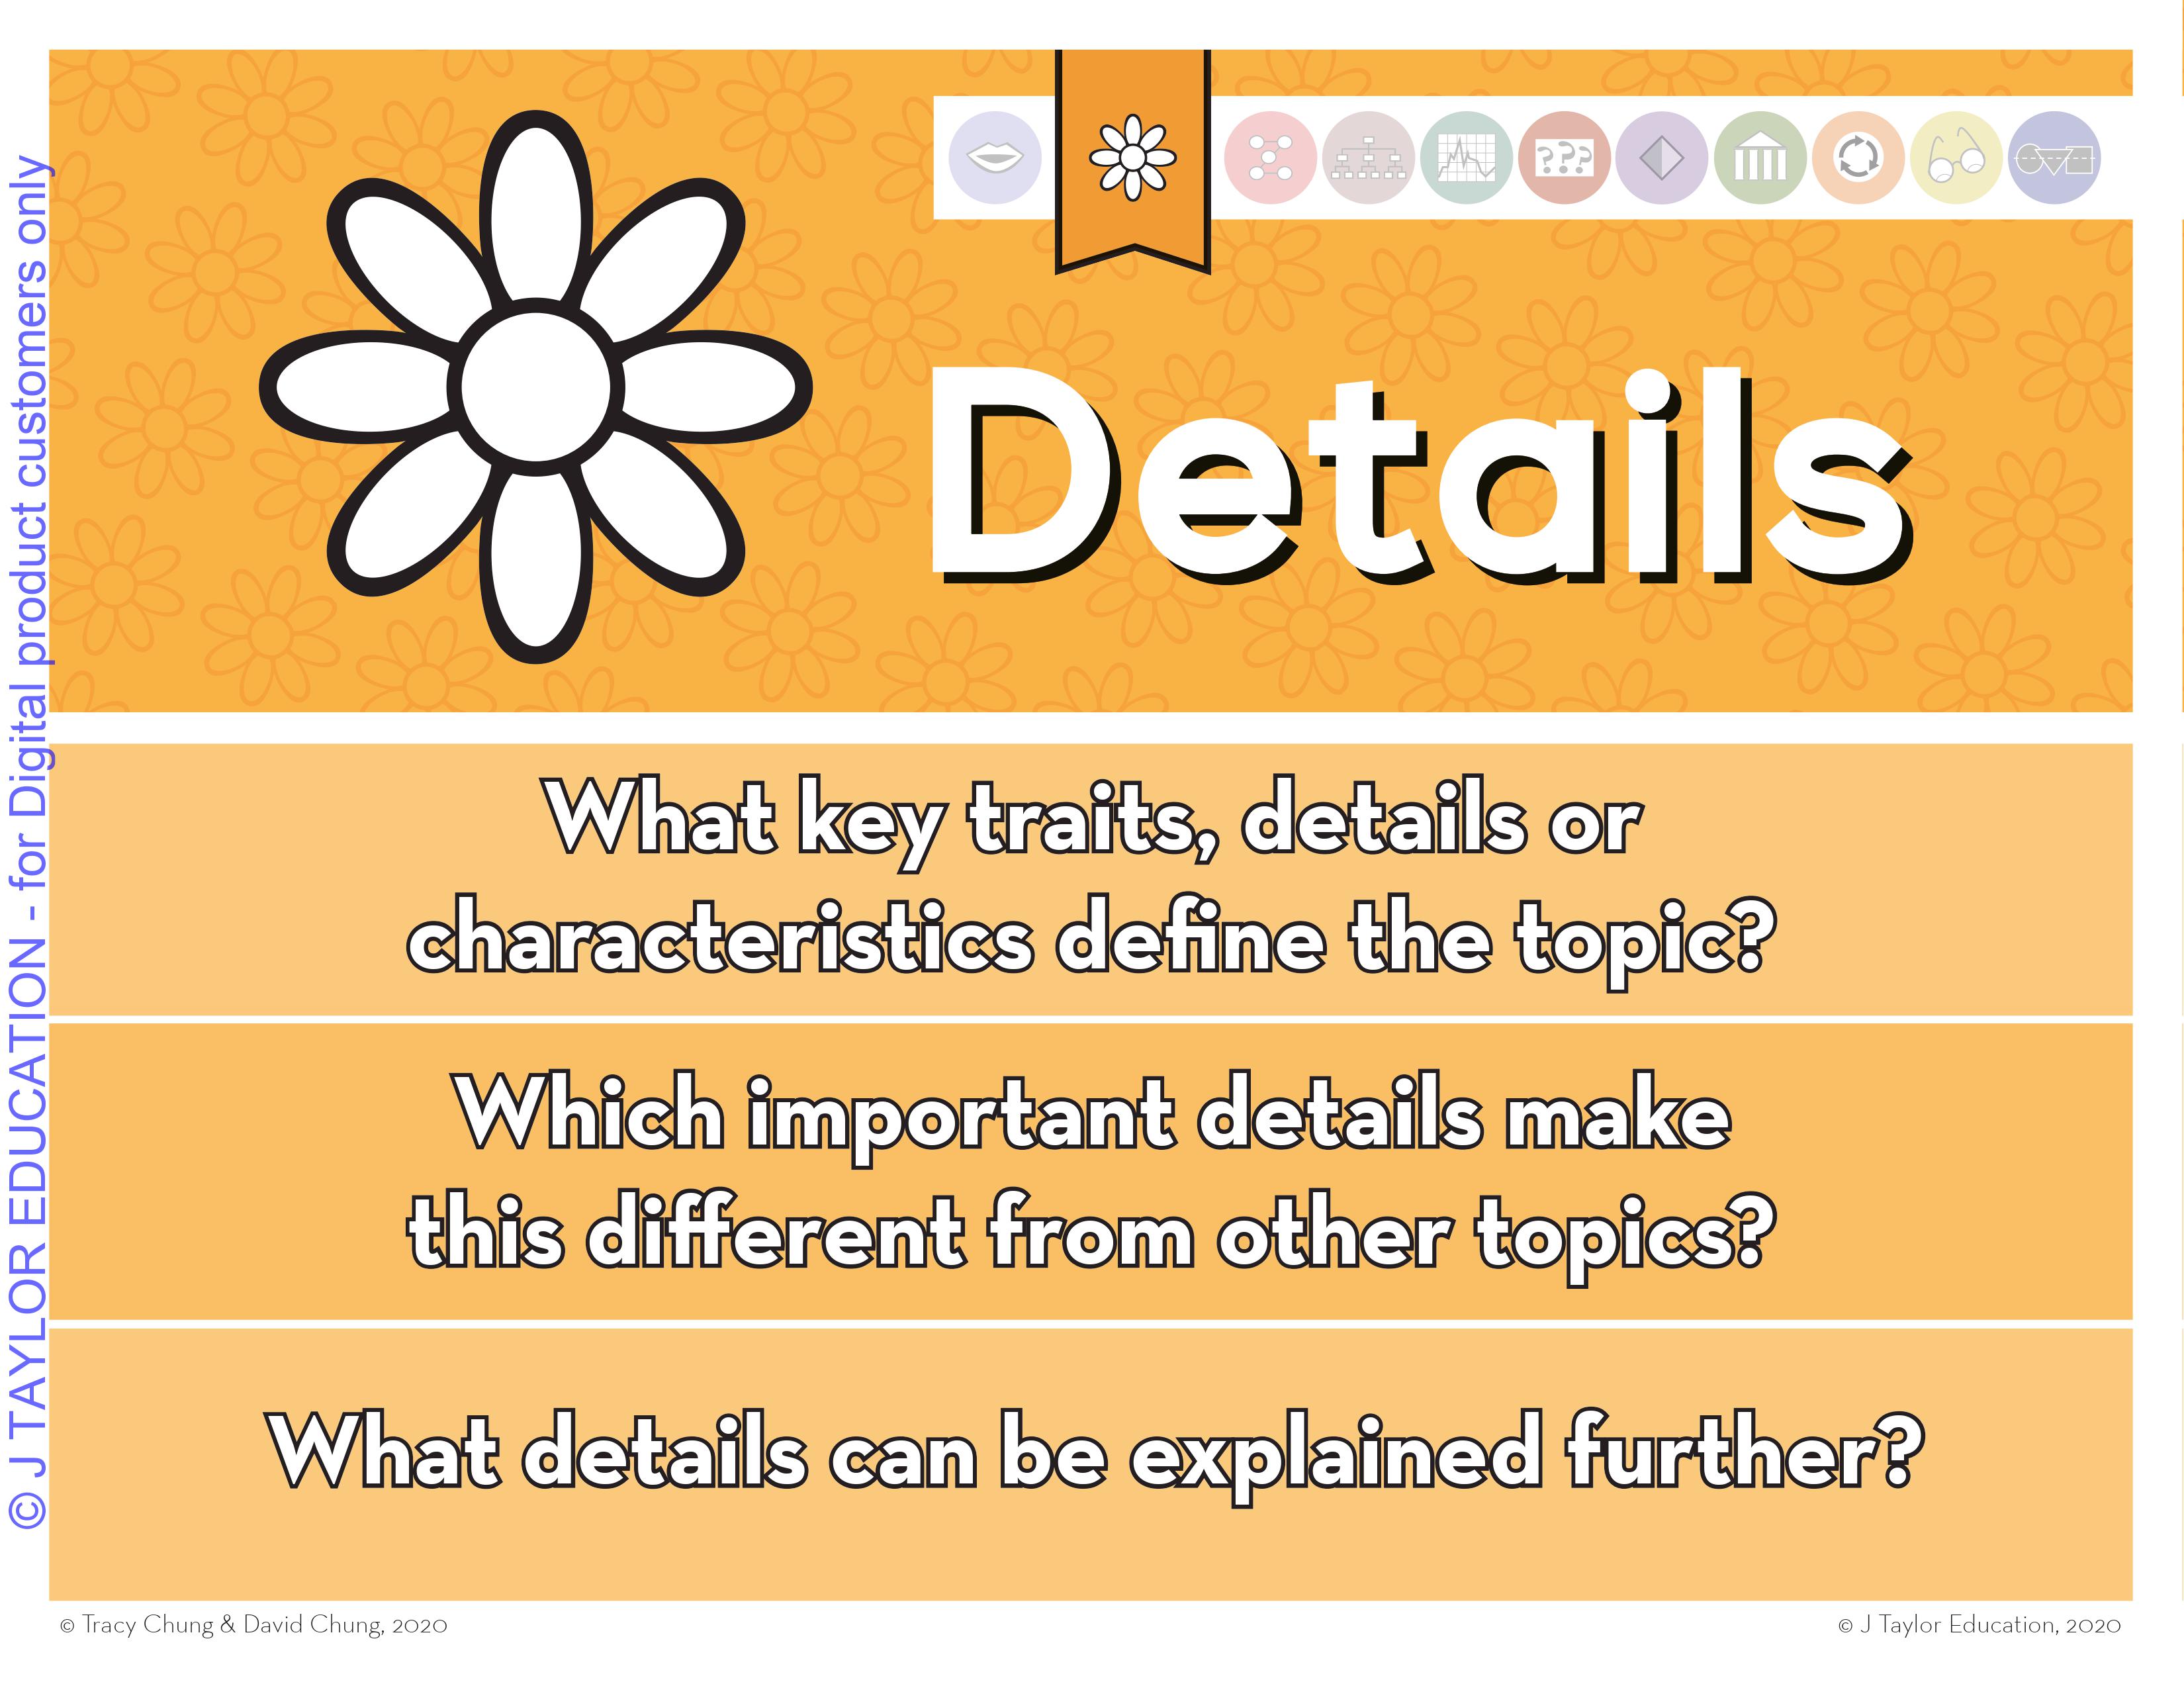 © J TAYLOR EDUCATION - for Digital product customers only
? ? ?
Details
What key traits, details or
characteristics define the topic?
Which important details make
this different from other topics?
What details can be explained further?
© Tracy Chung & David Chung, 2020
© J Taylor Education, 2020